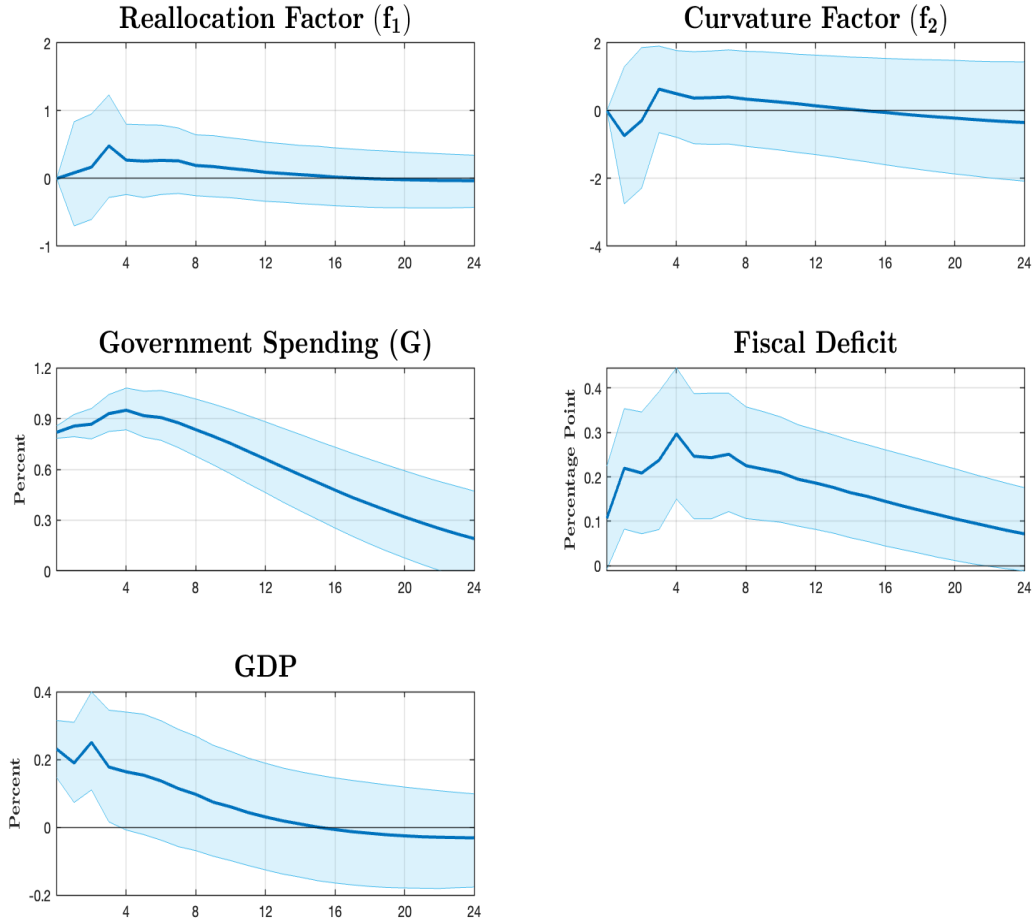 Reallocation Factor (f₁)
2
1
0
-1
4 8 12 16 20 24
Curvature Factor (f₂)
2
0
-2
-4
4 8 12 16 20 24
Government Spending (G)
Percent
1.2
0.9
0.6
0.3
0
4 8 12 16 20 24
Fiscal Deficit
Percentage Point
0.4
0.3
0.2
0.1
0
4 8 12 16 20 24
GDP
Percent
0.4
0.2
0
-0.2
4 8 12 16 20 24